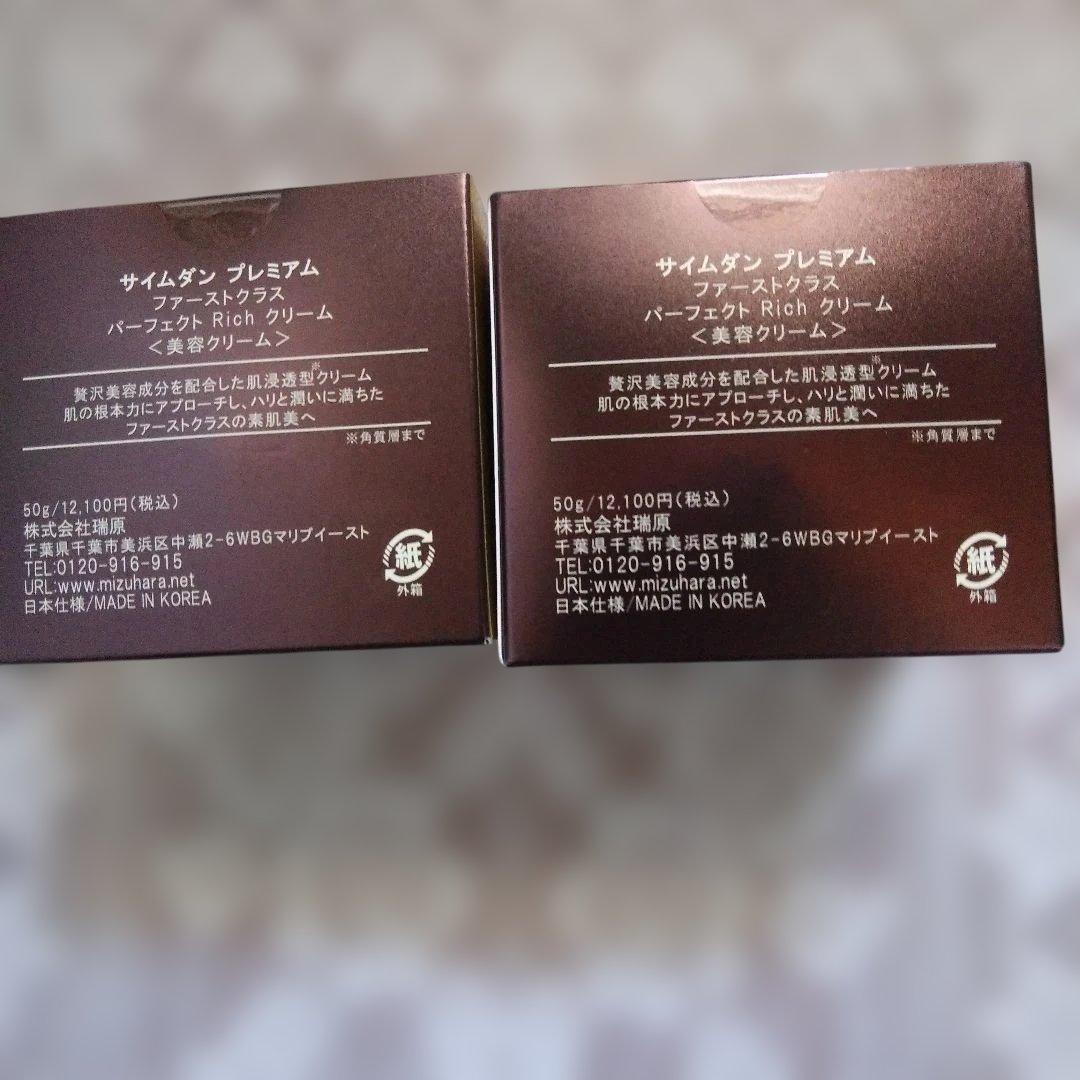 サイムダン プレミアム
ファーストクラス
パーフェクト Rich クリーム
＜美容クリーム＞
贅沢美容成分を配合した肌浸透型※クリーム
肌の根本力にアプローチし、ハリと潤いに満ちた
ファーストクラスの素肌美へ
※角質層まで
50g/12,100円(税込)
株式会社瑞原
千葉県千葉市美浜区中瀬2-6WBGマリブイースト
TEL:0120-916-915
URL:www.mizuhara.net
日本仕様/MADE IN KOREA
紙
外箱
サイムダン プレミアム
ファーストクラス
パーフェクト Rich クリーム
＜美容クリーム＞
贅沢美容成分を配合した肌浸透型※クリーム
肌の根本力にアプローチし、ハリと潤いに満ちた
ファーストクラスの素肌美へ
※角質層まで
50g/12,100円(税込)
株式会社瑞原
千葉県千葉市美浜区中瀬2-6WBGマリブイースト
TEL:0120-916-915
URL:www.mizuhara.net
日本仕様/MADE IN KOREA
紙
外箱